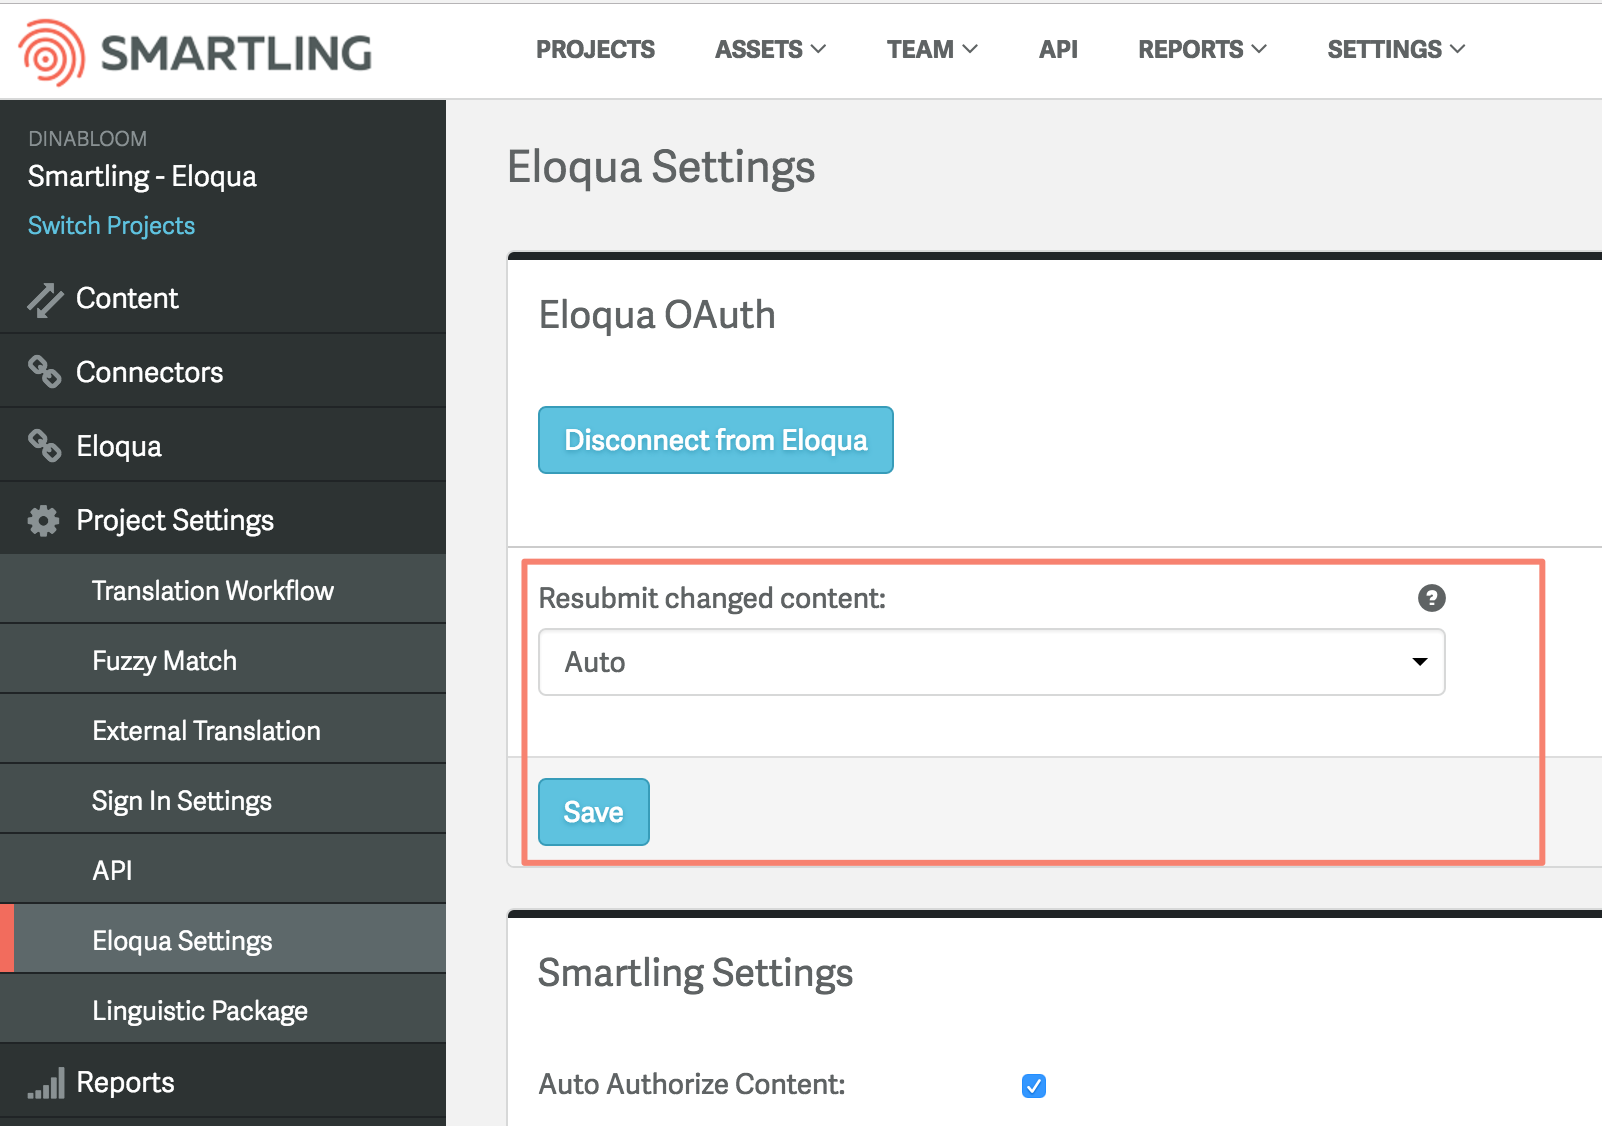 SMARTLING
PROJECTS
ASSETS
TEAM
API
REPORTS
SETTINGS
DINABLOOM
Smartling - Eloqua
Switch Projects
Content
Connectors
Eloqua
Project Settings
Translation Workflow
Fuzzy Match
External Translation
Sign In Settings
API
Eloqua Settings
Linguistic Package
Reports
Eloqua Settings
Eloqua OAuth
Disconnect from Eloqua
Resubmit changed content:
?
Auto
Save
Smartling Settings
Auto Authorize Content: